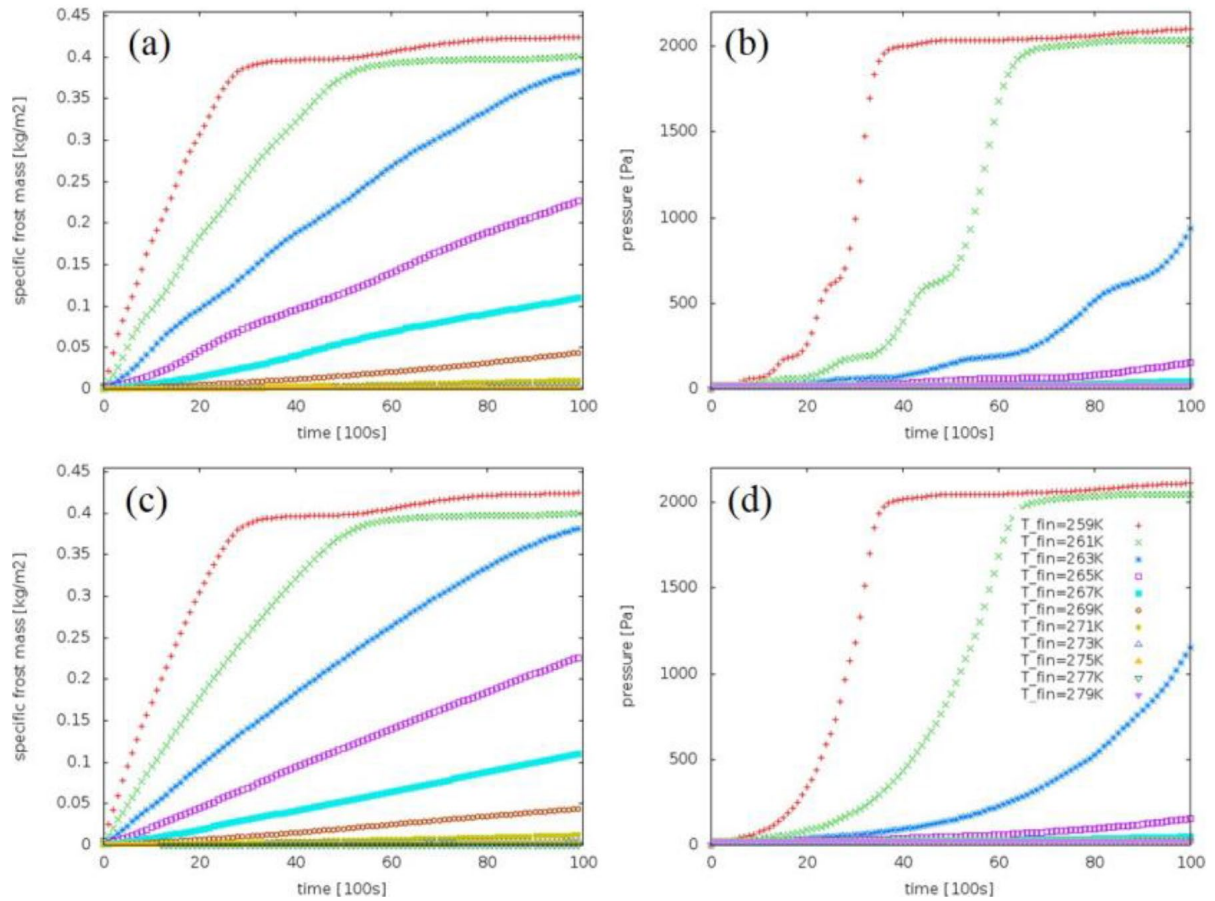 (a)
specific frost mass [kg/m2]
0.45
0.4
0.35
0.3
0.25
0.2
0.15
0.1
0.05
0
0 20 40 60 80 100
time [100s]
(b)
pressure [Pa]
2000
1500
1000
500
0
0 20 40 60 80 100
time [100s]
(c)
specific frost mass [kg/m2]
0.45
0.4
0.35
0.3
0.25
0.2
0.15
0.1
0.05
0
0 20 40 60 80 100
time [100s]
(d)
pressure [Pa]
2000
1500
1000
500
0
T_fin=259K
T_fin=261K
T_fin=263K
T_fin=265K
T_fin=267K
T_fin=269K
T_fin=271K
T_fin=273K
T_fin=275K
T_fin=277K
T_fin=279K
0 20 40 60 80 100
time [100s]